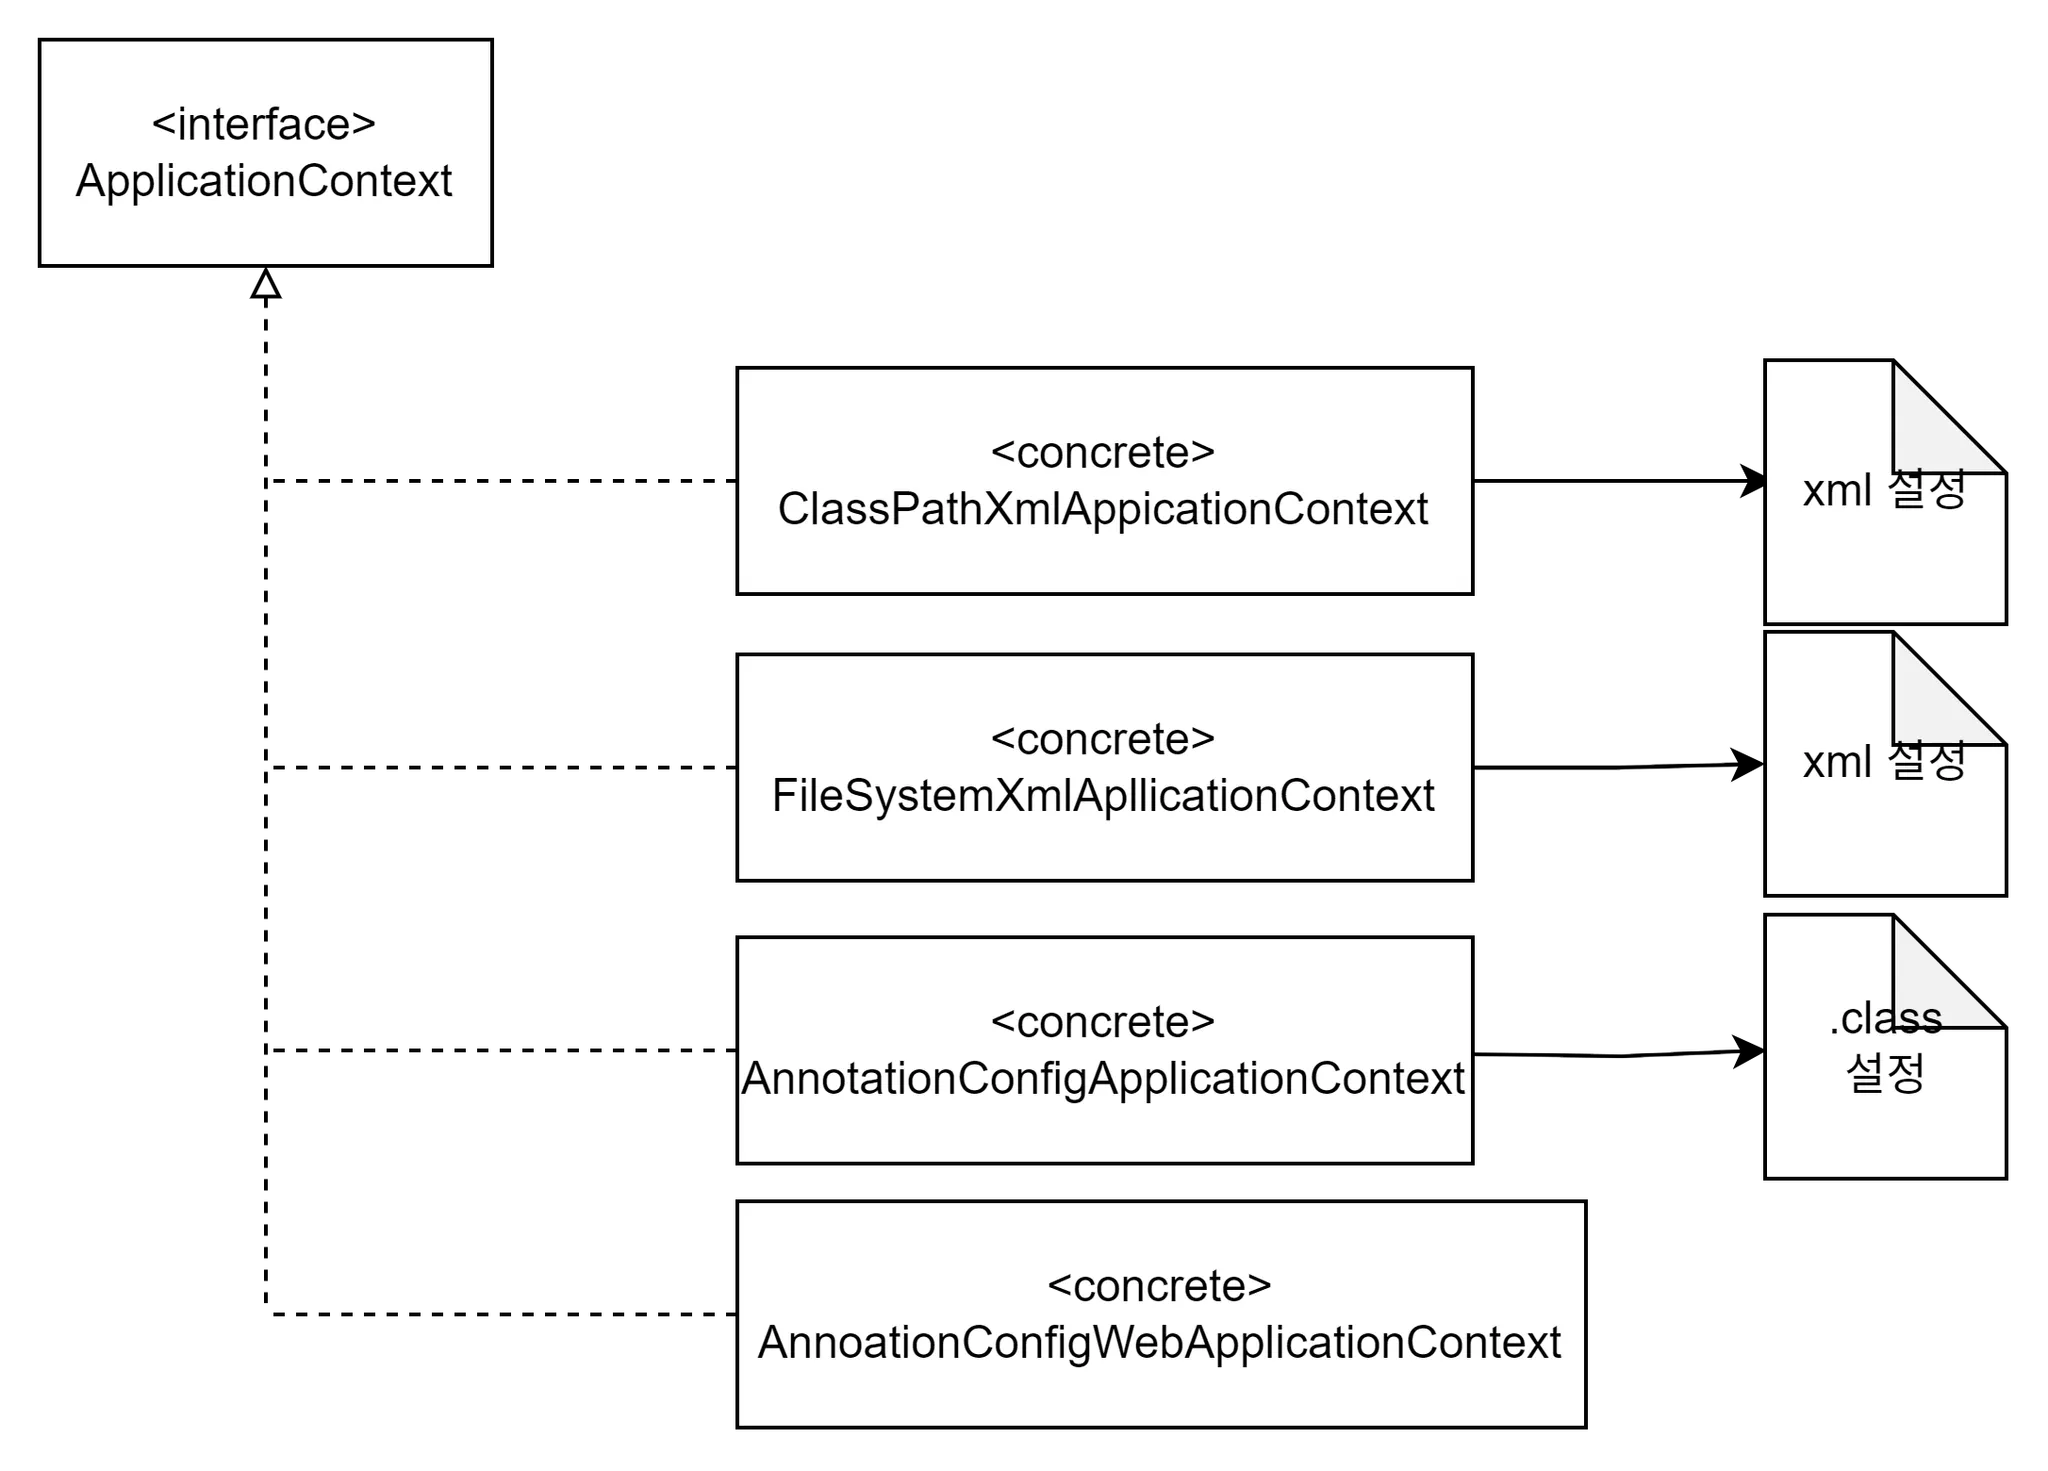 <interface>
ApplicationContext
<concrete>
ClassPathXmlAppicationContext
xml 설정
<concrete>
FileSystemXmlApllicationContext
xml 설정
<concrete>
AnnotationConfigApplicationContext
.class
설정
<concrete>
AnnoationConfigWebApplicationContext